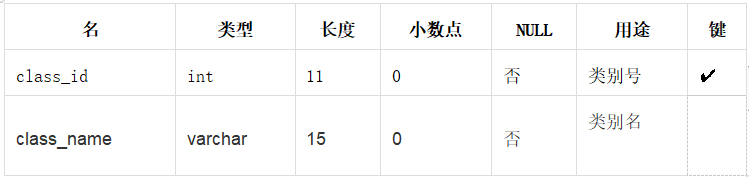 名 类型 长度 小数点 NULL 用途 键
class_id int 11 0 否 类别号 ✔
class_name varchar 15 0 否 类别名